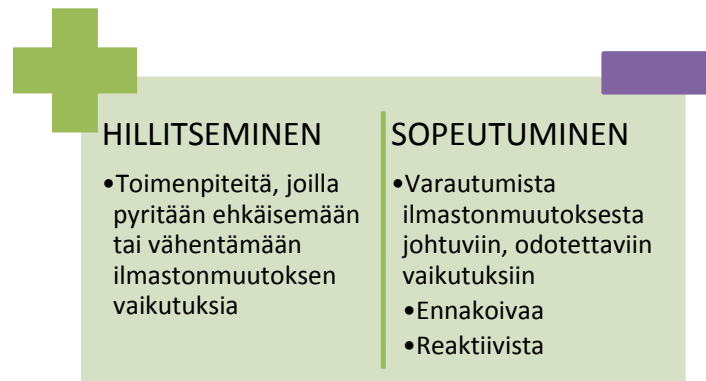 HILLITSEMINEN
•Toimenpiteitä, joilla
pyritään ehkäisemään
tai vähentämään
ilmastonmuutoksen
vaikutuksia
SOPEUTUMINEN
•Varautumista
ilmastonmuutoksesta
johtuviin, odotettaviin
vaikutuksiin
•Ennakoivaa
•Reaktiivista